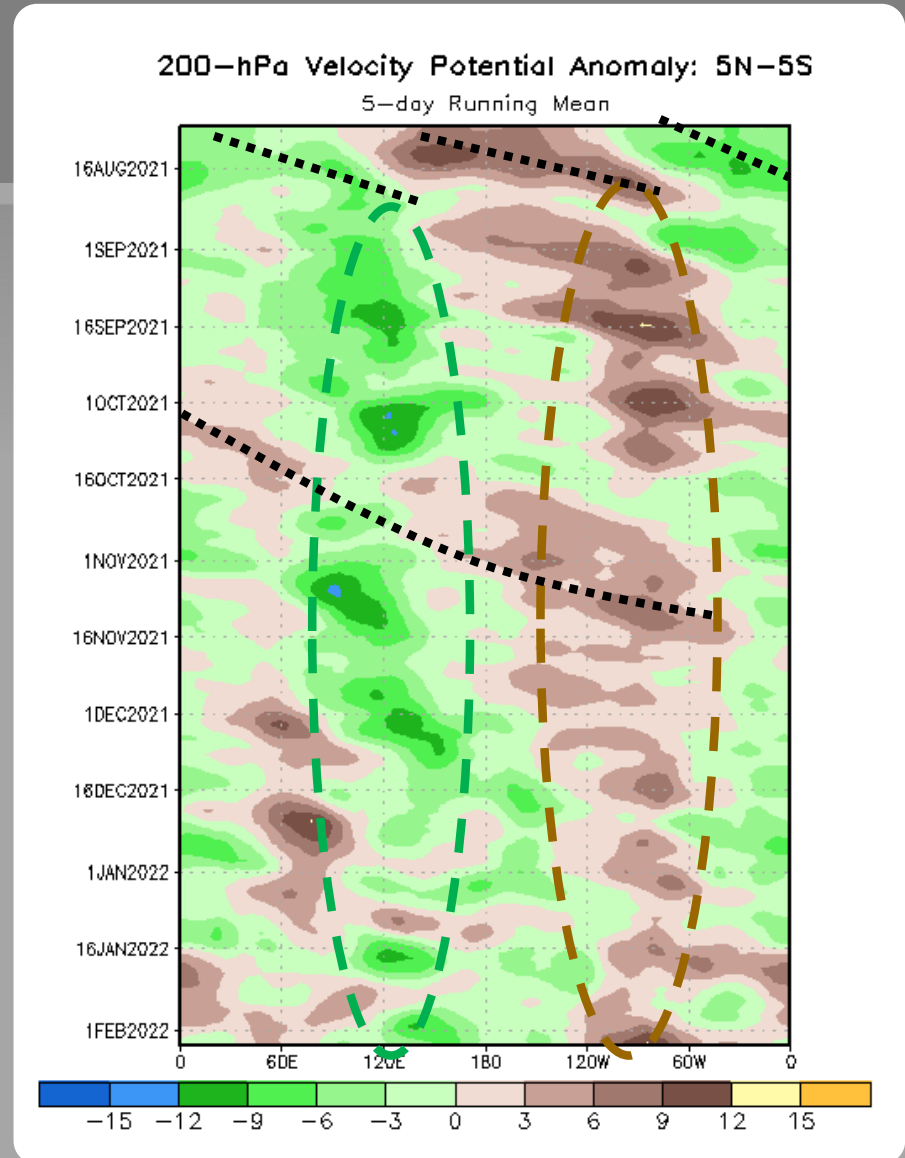 200-hPa Velocity Potential Anomaly: 5N-5S
5-day Running Mean
16AUG2021
1SEP2021
16SEP2021
1OCT2021
16OCT2021
1NOV2021
16NOV2021
1DEC2021
16DEC2021
1JAN2022
16JAN2022
1FEB2022
0 60E 120E 180 120W 60W 0
-15 -12 -9 -6 -3 0 3 6 9 12 15